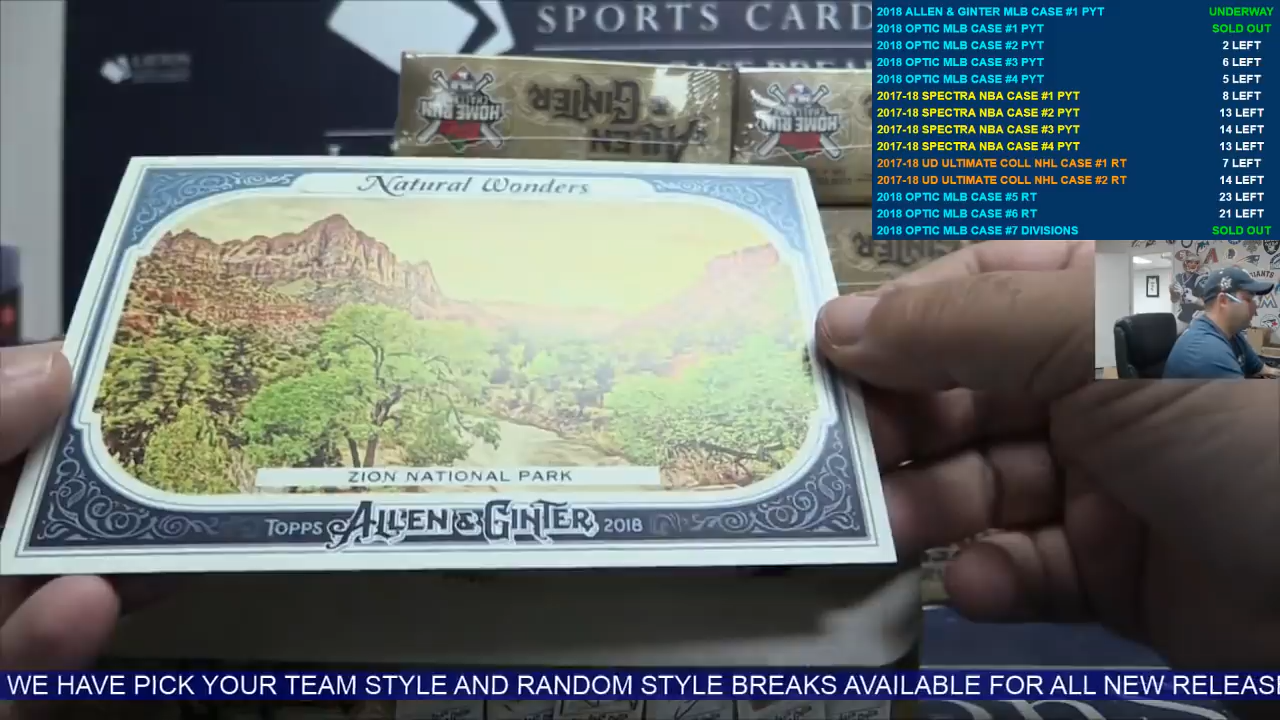 SPORTS CARD
HOME RUN
ALLEN & GINTER
HOME RUN
Natural Wonders
ZION NATIONAL PARK
TOPPS ALLEN & GINTER 2018
2018 ALLEN & GINTER MLB CASE #1 PYT UNDERWAY
2018 OPTIC MLB CASE #1 PYT SOLD OUT
2018 OPTIC MLB CASE #2 PYT 2 LEFT
2018 OPTIC MLB CASE #3 PYT 6 LEFT
2018 OPTIC MLB CASE #4 PYT 5 LEFT
2017-18 SPECTRA NBA CASE #1 PYT 8 LEFT
2017-18 SPECTRA NBA CASE #2 PYT 13 LEFT
2017-18 SPECTRA NBA CASE #3 PYT 14 LEFT
2017-18 SPECTRA NBA CASE #4 PYT 13 LEFT
2017-18 UD ULTIMATE COLL NHL CASE #1 RT 7 LEFT
2017-18 UD ULTIMATE COLL NHL CASE #2 RT 14 LEFT
2018 OPTIC MLB CASE #5 RT 23 LEFT
2018 OPTIC MLB CASE #6 RT 21 LEFT
2018 OPTIC MLB CASE #7 DIVISIONS SOLD OUT
WE HAVE PICK YOUR TEAM STYLE AND RANDOM STYLE BREAKS AVAILABLE FOR ALL NEW RELEASE